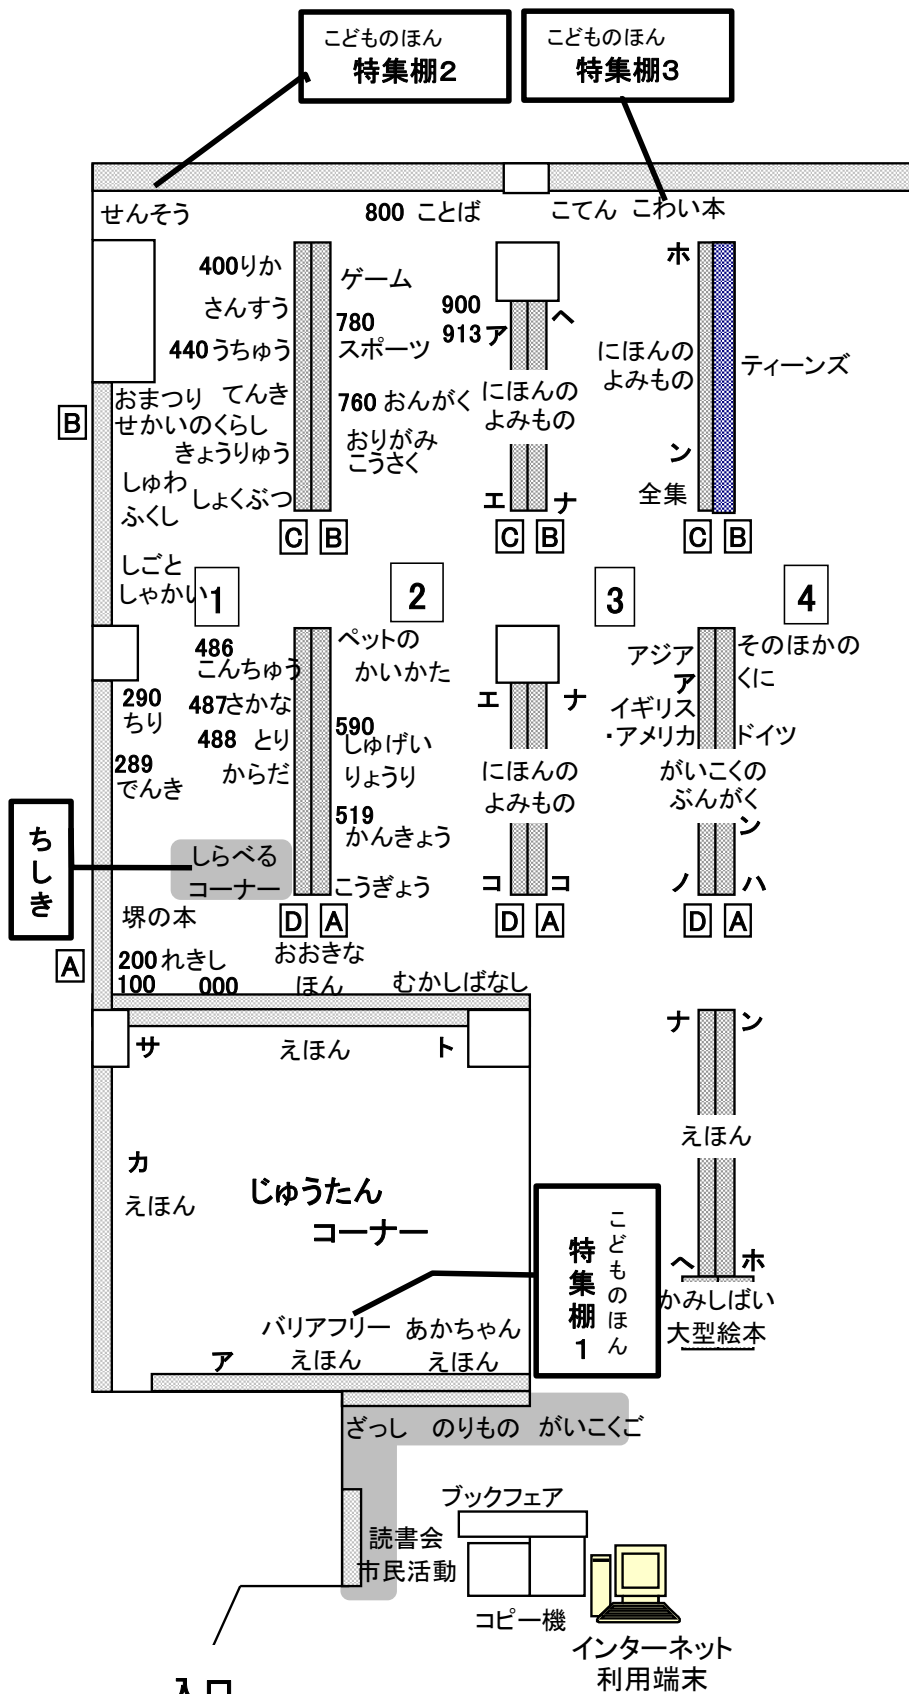 こどものほん
特集棚2
こどものほん
特集棚3
せんそう
800 ことば
こてん こわい本
400りか
さんすう
440うちゅう
おまつり てんき
せかいのくらし
きょうりゅう
しゅわ
ふくし
しょくぶつ
しごと
しゃかい
B
ゲーム
780
スポーツ
760 おんがく
おりがみ
こうさく
C B
900
913 ア
ヘ
にほんの
よみもの
エ ナ
C B
ホ
にほんの
よみもの
ン
全集
ティーンズ
C B
1
2
3
4
486
こんちゅう
487さかな
488 とり
からだ
290
ちり
289
でんき
しらべる
コーナー
ちしき
堺の本
A
200 れきし
100 000
ペットの
かいかた
590
しゅげい
りょうり
519
かんきょう
こうぎょう
D A
おおきな
ほん
むかしばなし
エ ナ
にほんの
よみもの
コ コ
D A
アジア
ア
イギリス
・アメリカ
そのほかの
くに
ドイツ
がいこくの
ぶんがく
ン
ノ ハ
D A
サ えほん ト
カ
えほん
じゅうたん
コーナー
ナ ン
えほん
ヘ ホ
かみしばい
大型絵本
こどものほん
特集棚1
バリアフリー
えほん
あかちゃん
えほん
ア
ざっし のりもの がいこくご
読書会
市民活動
ブックフェア
コピー機
インターネット
利用端末